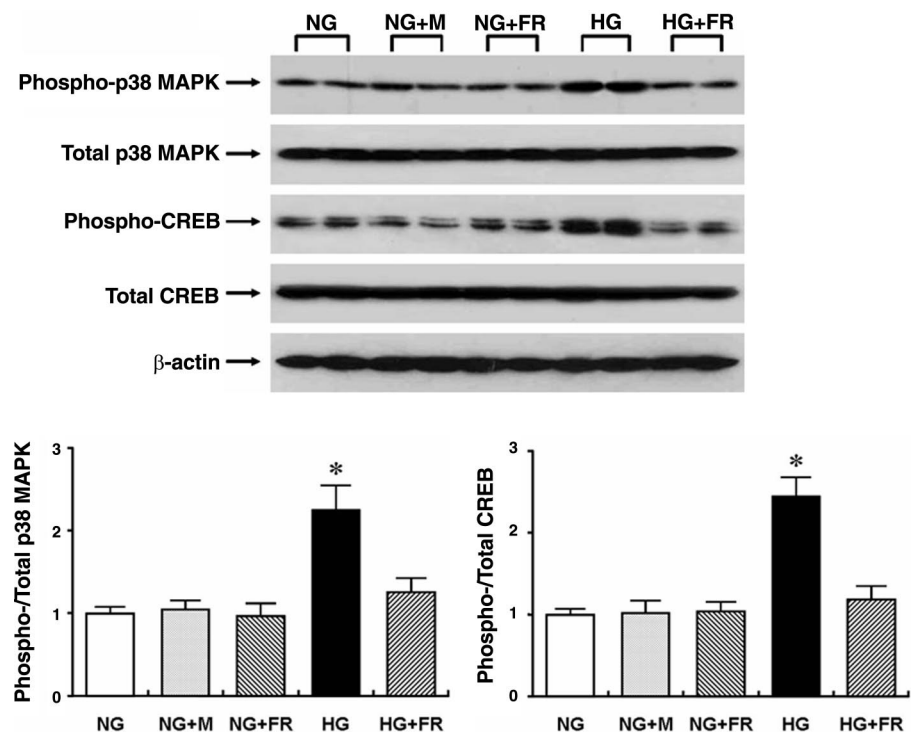 NG NG+M NG+FR HG HG+FR
Phospho-p38 MAPK
Total p38 MAPK
Phospho-CREB
Total CREB
β-actin
Phospho-/Total p38 MAPK
3
2
1
0
*
NG NG+M NG+FR HG HG+FR
Phospho-/Total CREB
3
2
1
0
*
NG NG+M NG+FR HG HG+FR